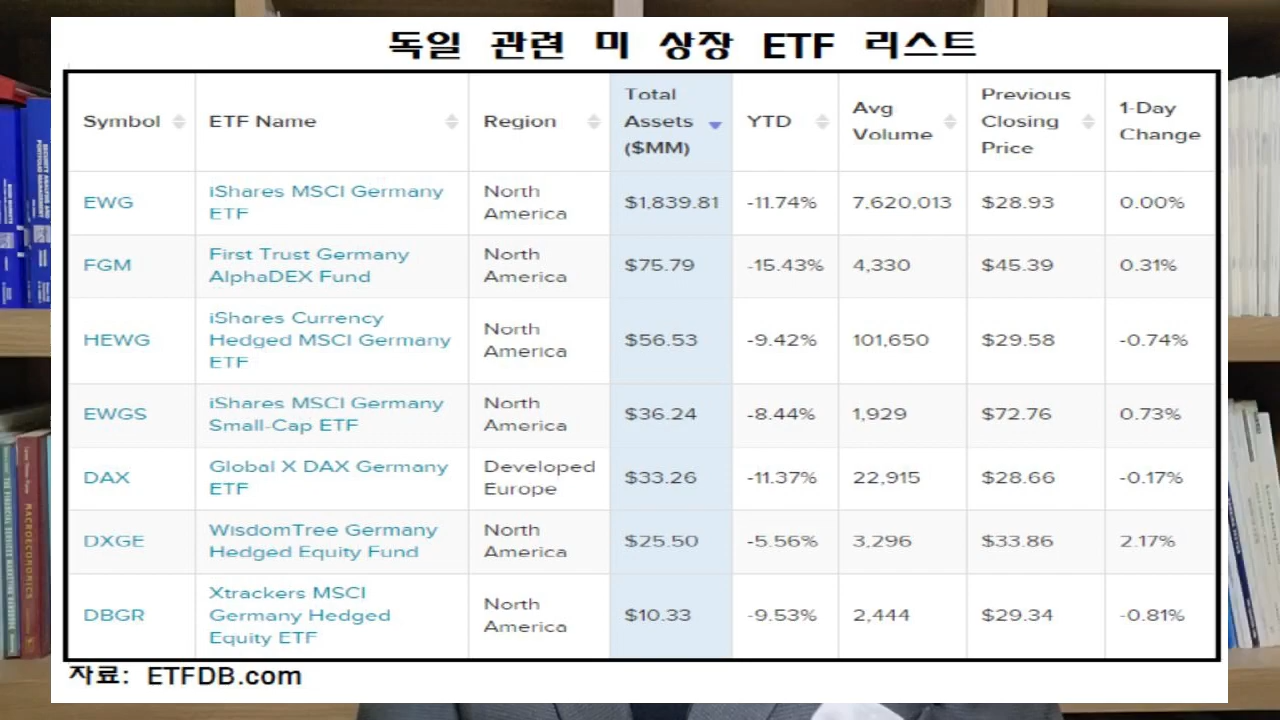 독일 관련 미 상장 ETF 리스트
Symbol ETF Name Region Total Assets ($MM) YTD Avg Volume Previous Closing Price 1-Day Change
EWG iShares MSCI Germany ETF North America $1,839.81 -11.74% 7,620,013 $28.93 0.00%
FGM First Trust Germany AlphaDEX Fund North America $75.79 -15.43% 4,330 $45.39 0.31%
HEWG iShares Currency Hedged MSCI Germany ETF North America $56.53 -9.42% 101,650 $29.58 -0.74%
EWGS iShares MSCI Germany Small-Cap ETF North America $36.24 -8.44% 1,929 $72.76 0.73%
DAX Global X DAX Germany ETF Developed Europe $33.26 -11.37% 22,915 $28.66 -0.17%
DXGE WisdomTree Germany Hedged Equity Fund North America $25.50 -5.56% 3,296 $33.86 2.17%
DBGR Xtrackers MSCI Germany Hedged Equity ETF North America $10.33 -9.53% 2,444 $29.34 -0.81%
자료: ETFDB.com
MACROECONOMICS